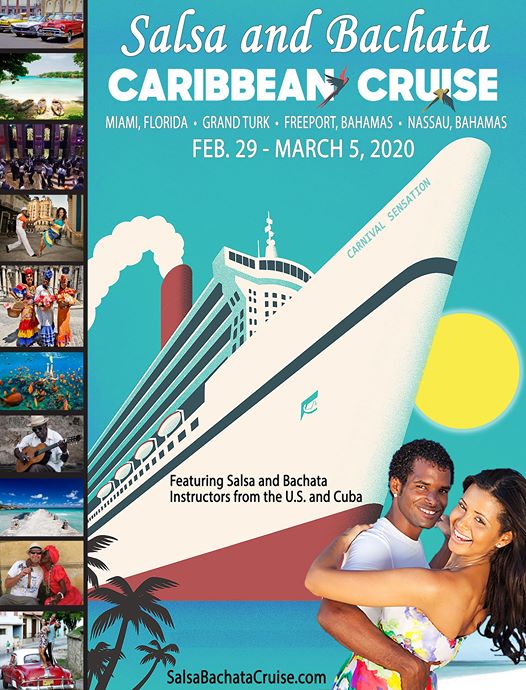 Salsa and Bachata
CARIBBEAN CRUISE
MIAMI, FLORIDA • GRAND TURK • FREEPORT, BAHAMAS • NASSAU, BAHAMAS
FEB. 29 - MARCH 5, 2020
CARNIVAL SENSATION
Featuring Salsa and Bachata
Instructors from the U.S. and Cuba
SalsaBachataCruise.com